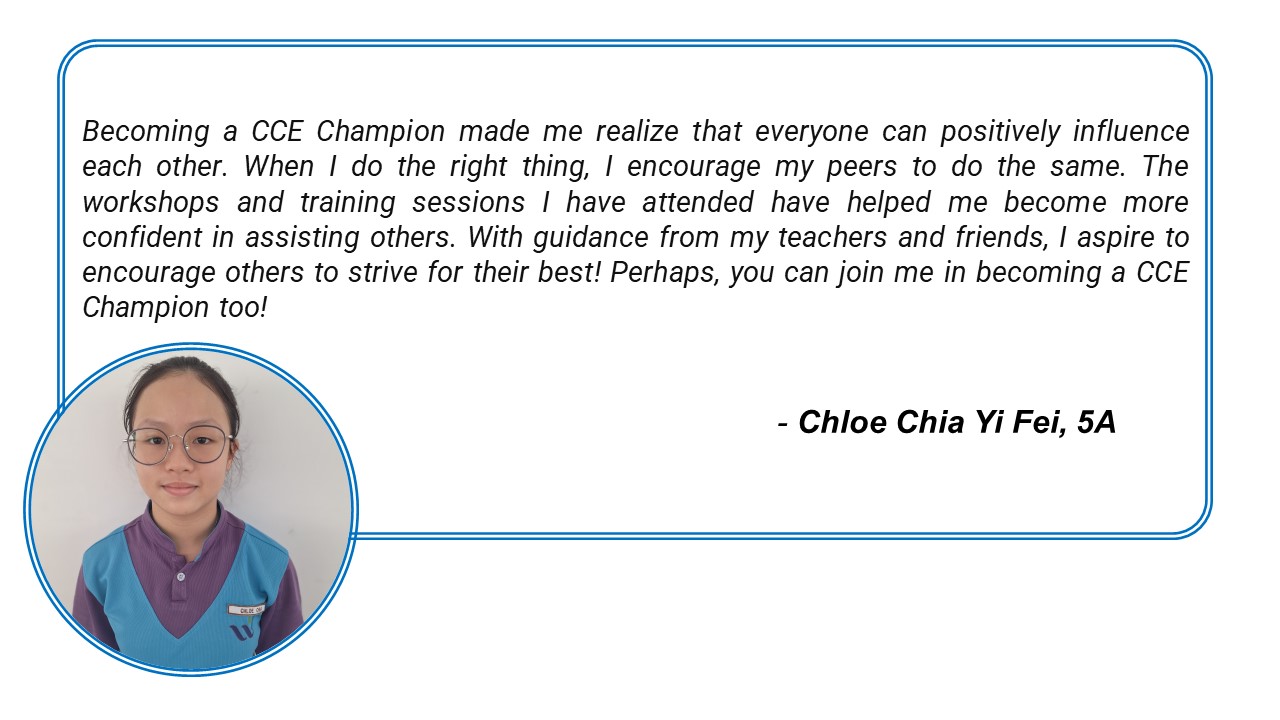 Becoming a CCE Champion made me realize that everyone can positively influence
each other. When I do the right thing, I encourage my peers to do the same. The
workshops and training sessions I have attended have helped me become more
confident in assisting others. With guidance from my teachers and friends, I aspire to
encourage others to strive for their best! Perhaps, you can join me in becoming a CCE
Champion too!
- Chloe Chia Yi Fei, 5A
CHLOE